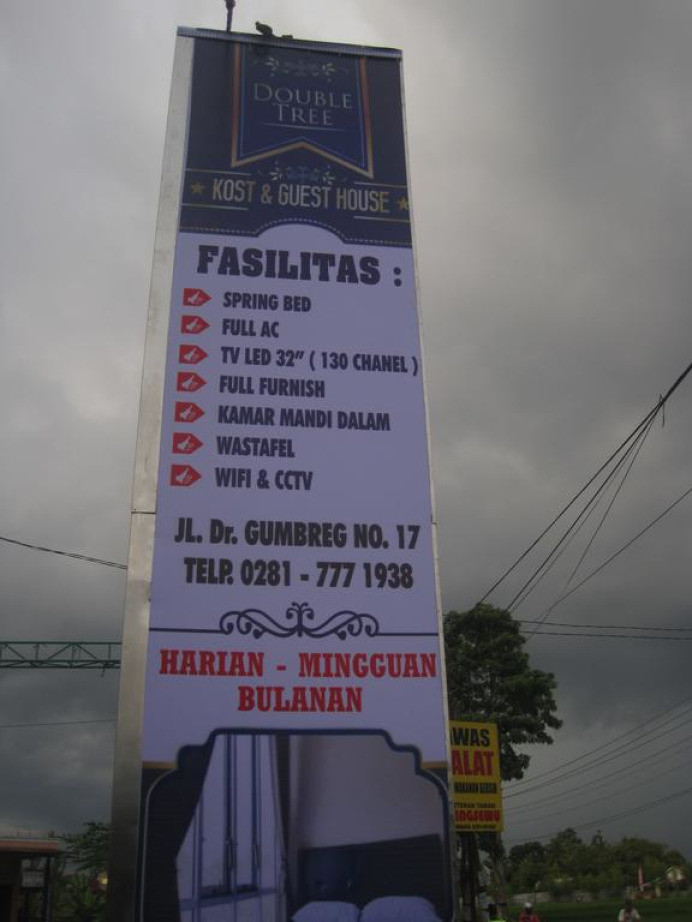 DOUBLE
TREE
KOST & GUEST HOUSE
FASILITAS :
SPRING BED
FULL AC
TV LED 32" ( 130 CHANEL )
FULL FURNISH
KAMAR MANDI DALAM
WASTAFEL
WIFI & CCTV
JL. Dr. GUMBREG NO. 17
TELP. 0281 - 777 1938
HARIAN - MINGGUAN
BULANAN
WAS
ALAT